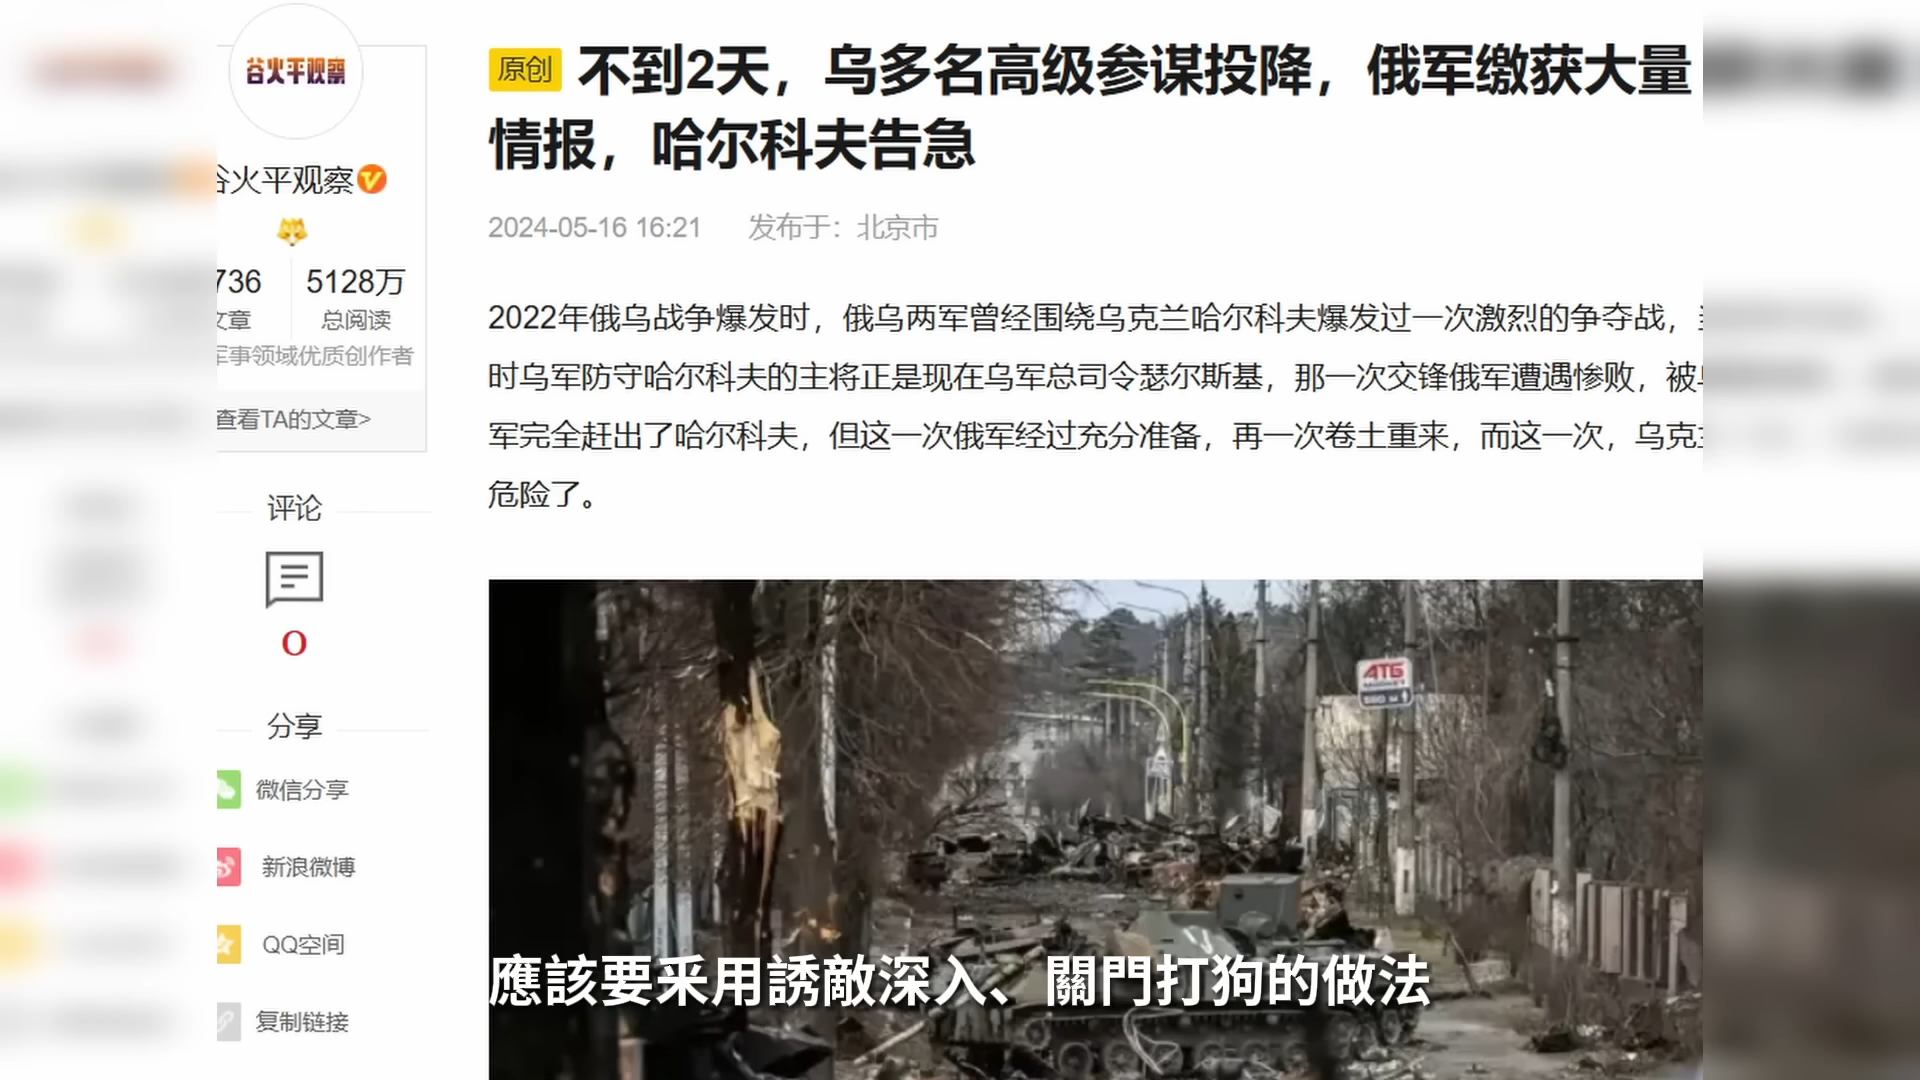 谷火平观察
谷火平观察
736
文章
5128万
总阅读
军事领域优质创作者
查看TA的文章>
评论
0
分享
微信分享
新浪微博
QQ空间
复制链接
原创 不到2天，乌多名高级参谋投降，俄军缴获大量
情报，哈尔科夫告急
2024-05-16 16:21 发布于：北京市
2022年俄乌战争爆发时，俄乌两军曾经围绕乌克兰哈尔科夫爆发过一次激烈的争夺战，当
时乌军防守哈尔科夫的主将正是现在乌军总司令瑟尔斯基，那一次交锋俄军遭遇惨败，被乌
军完全赶出了哈尔科夫，但这一次俄军经过充分准备，再一次卷土重来，而这一次，乌克兰
危险了。
ATG
MARKET
應該要釆用誘敵深入、關門打狗的做法